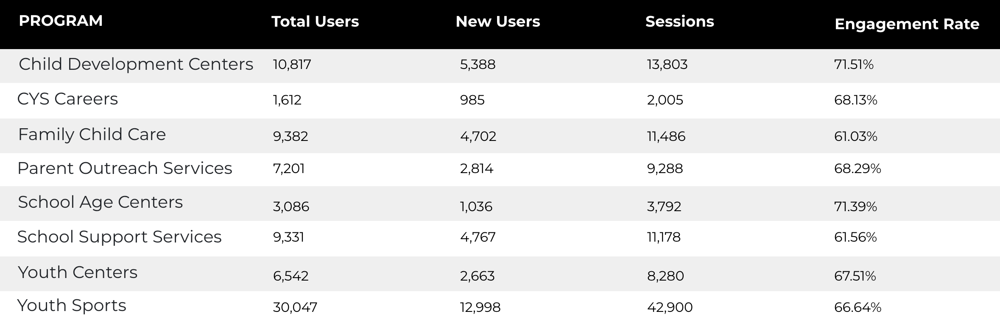 PROGRAM Total Users New Users Sessions Engagement Rate
Child Development Centers 10,817 5,388 13,803 71.51%
CYS Careers 1,612 985 2,005 68.13%
Family Child Care 9,382 4,702 11,486 61.03%
Parent Outreach Services 7,201 2,814 9,288 68.29%
School Age Centers 3,086 1,036 3,792 71.39%
School Support Services 9,331 4,767 11,178 61.56%
Youth Centers 6,542 2,663 8,280 67.51%
Youth Sports 30,047 12,998 42,900 66.64%